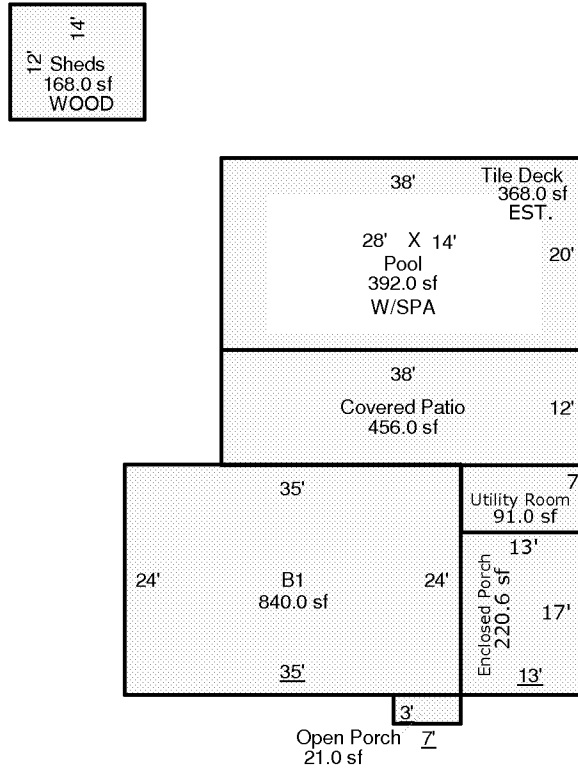 14'
12'
Sheds
168.0 sf
WOOD
38'
Tile Deck
368.0 sf
EST.
28' X 14'
20'
Pool
392.0 sf
W/SPA
38'
Covered Patio
12'
456.0 sf
35'
7
Utility Room
91.0 sf
24'
B1
24'
840.0 sf
13'
Enclosed Porch
220.6 sf
17'
35'
13'
3'
Open Porch 7'
21.0 sf